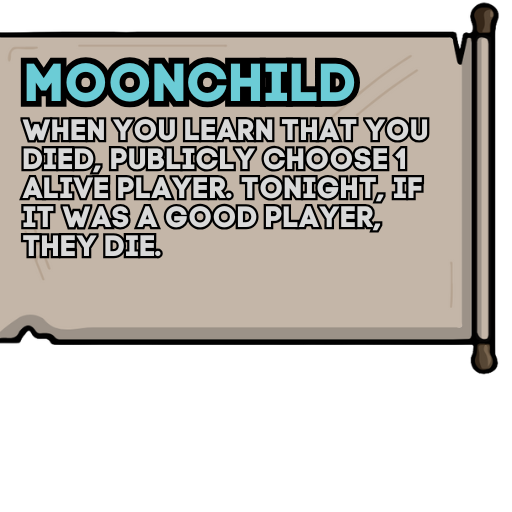 MOONCHILD
WHEN YOU LEARN THAT YOU
DIED, PUBLICLY CHOOSE 1
ALIVE PLAYER. TONIGHT, IF
IT WAS A GOOD PLAYER,
THEY DIE.